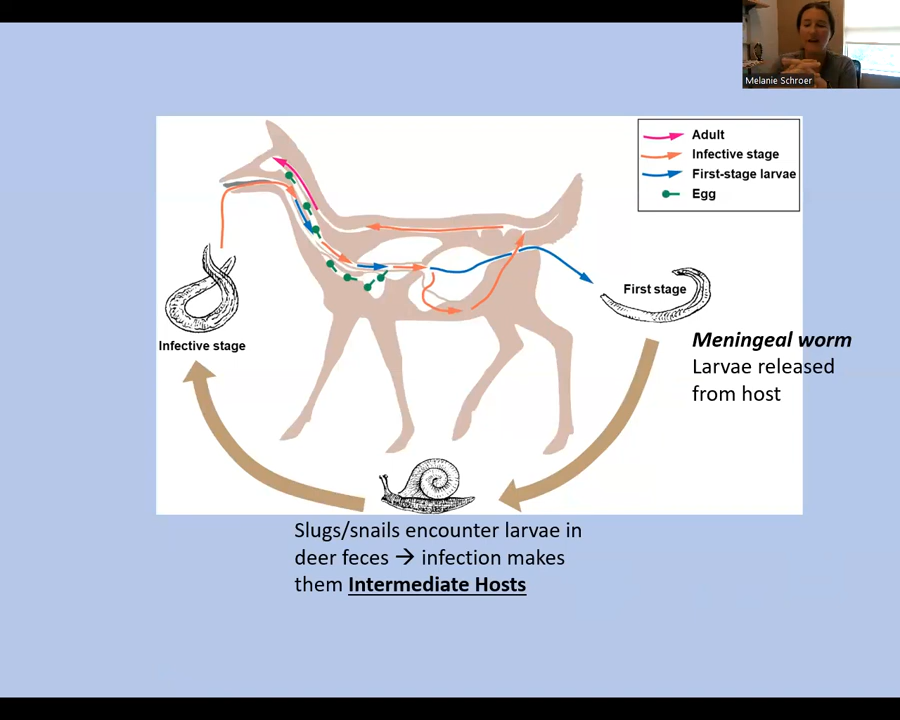 Melanie Schroer
Adult
Infective stage
First-stage larvae
Egg
First stage
Infective stage
Meningeal worm
Larvae released
from host
Slugs/snails encounter larvae in
deer feces → infection makes
them Intermediate Hosts